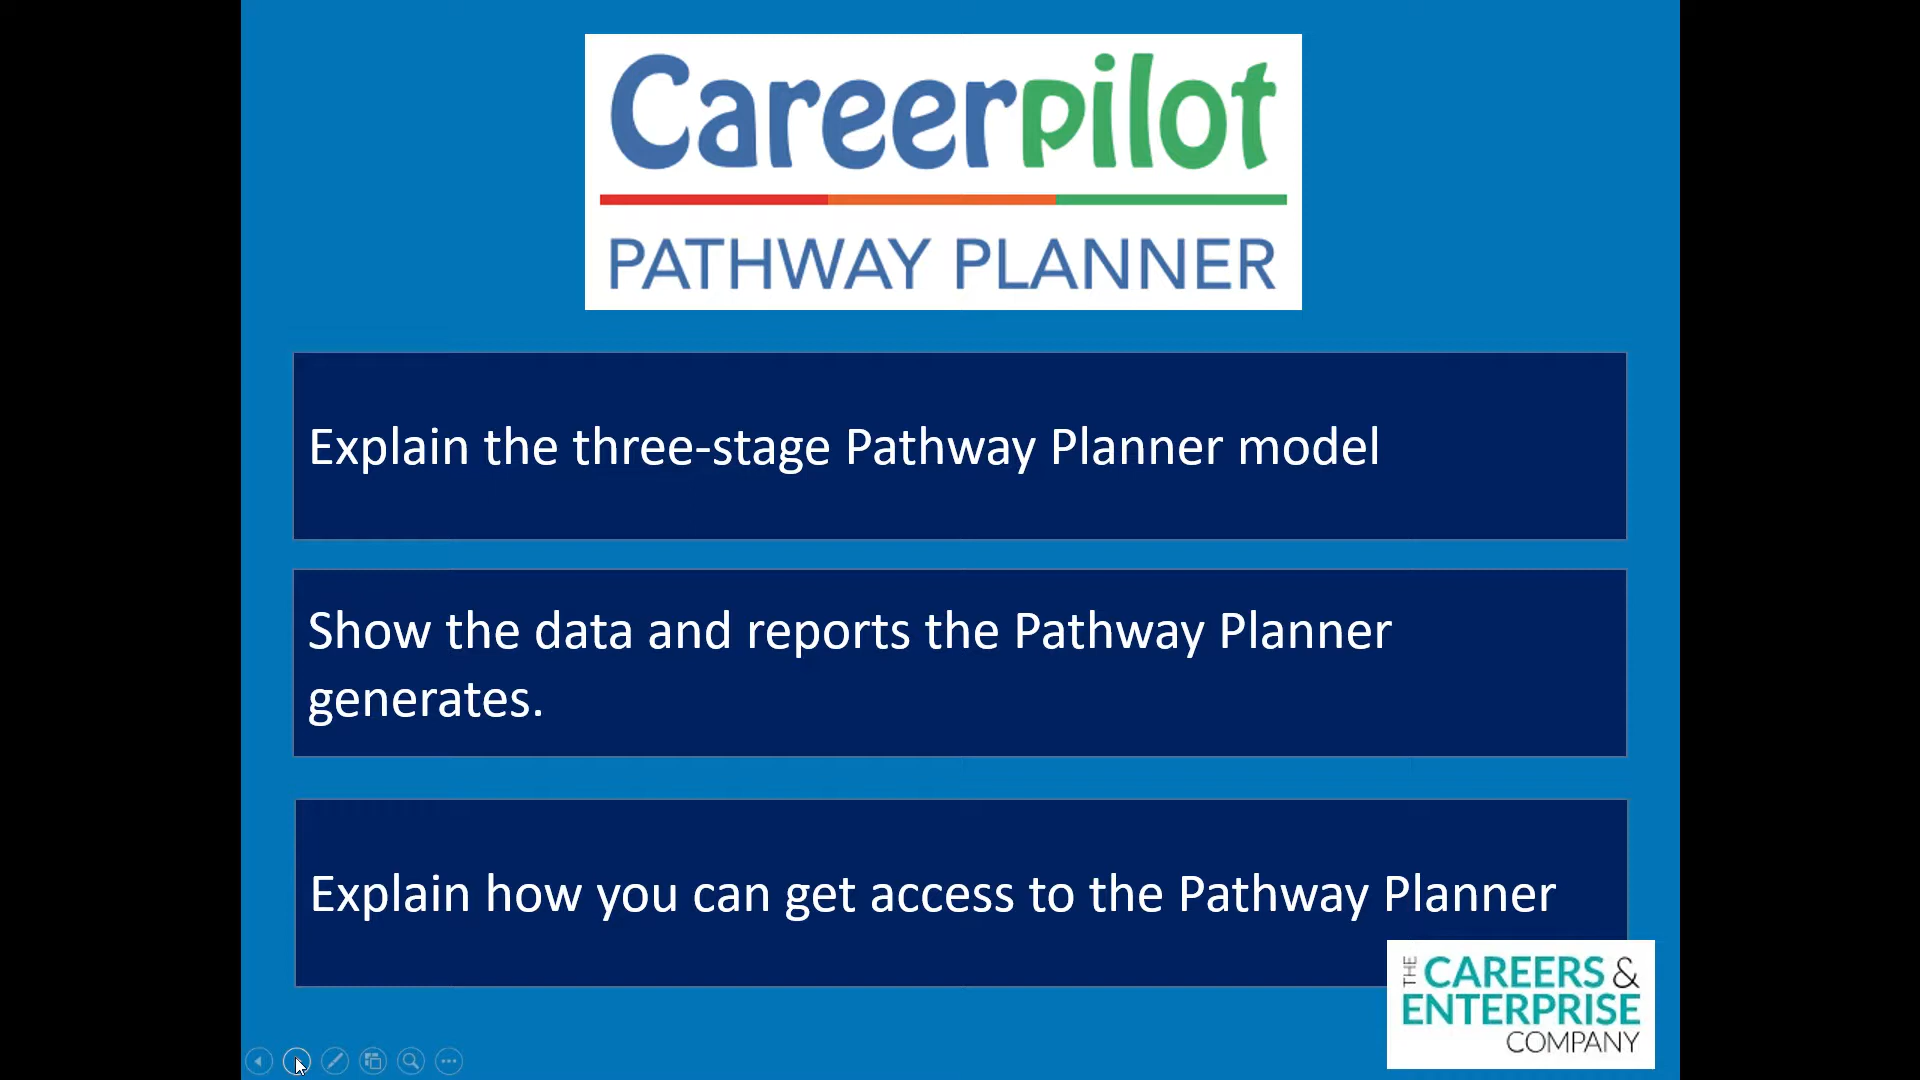 Careerpilot
PATHWAY PLANNER
Explain the three-stage Pathway Planner model
Show the data and reports the Pathway Planner
generates.
Explain how you can get access to the Pathway Planner
THE
CAREERS &
ENTERPRISE
COMPANY